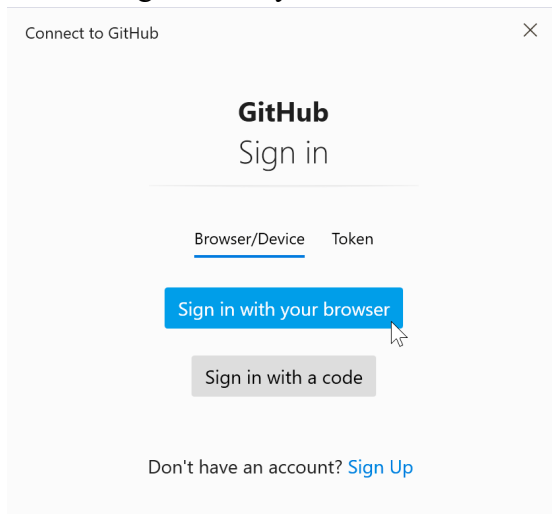 Connect to GitHub
GitHub
Sign in
Browser/Device Token
Sign in with your browser
Sign in with a code
Don't have an account? Sign Up